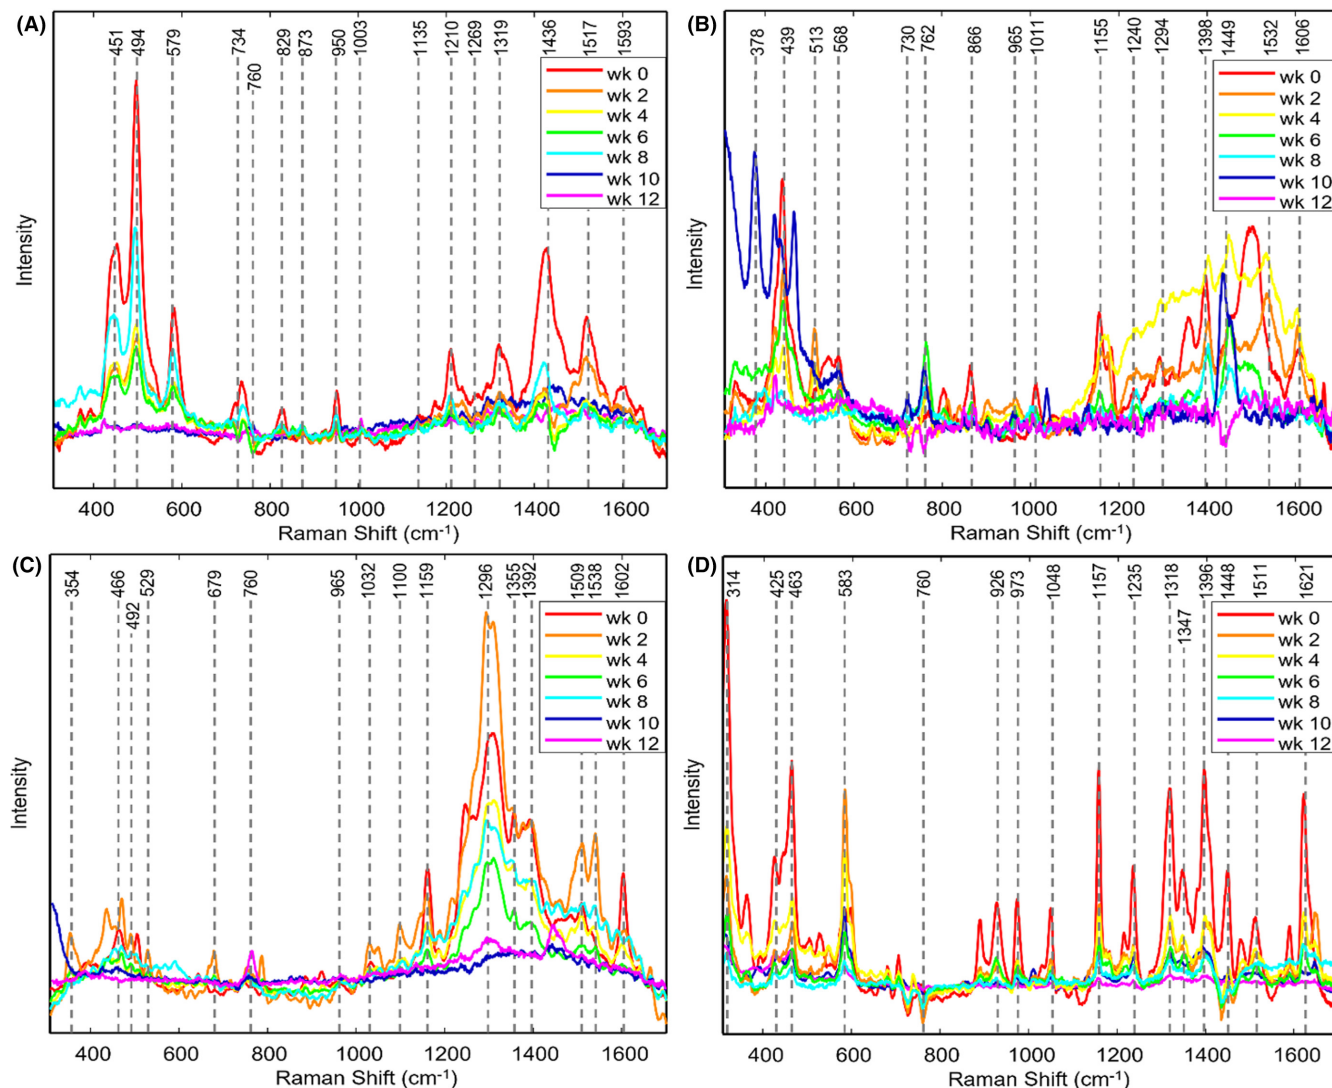 (A)
451
494
579
734
760
829
873
950
1003
1135
1210
1269
1319
1436
1517
1593
wk 0
wk 2
wk 4
wk 6
wk 8
wk 10
wk 12
Intensity
400 600 800 1000 1200 1400 1600
Raman Shift (cm-1)
(B)
378
439
513
568
730
762
866
965
1011
1155
1240
1294
1398
1449
1532
1606
wk 0
wk 2
wk 4
wk 6
wk 8
wk 10
wk 12
Intensity
400 600 800 1000 1200 1400 1600
Raman Shift (cm-1)
(C)
354
466
492
529
679
760
965
1032
1100
1159
1296
1355
1392
1509
1538
1602
wk 0
wk 2
wk 4
wk 6
wk 8
wk 10
wk 12
Intensity
400 600 800 1000 1200 1400 1600
Raman Shift (cm-1)
(D)
314
425
463
583
760
926
973
1048
1157
1235
1318
1347
1396
1448
1511
1621
wk 0
wk 2
wk 4
wk 6
wk 8
wk 10
wk 12
Intensity
400 600 800 1000 1200 1400 1600
Raman Shift (cm-1)